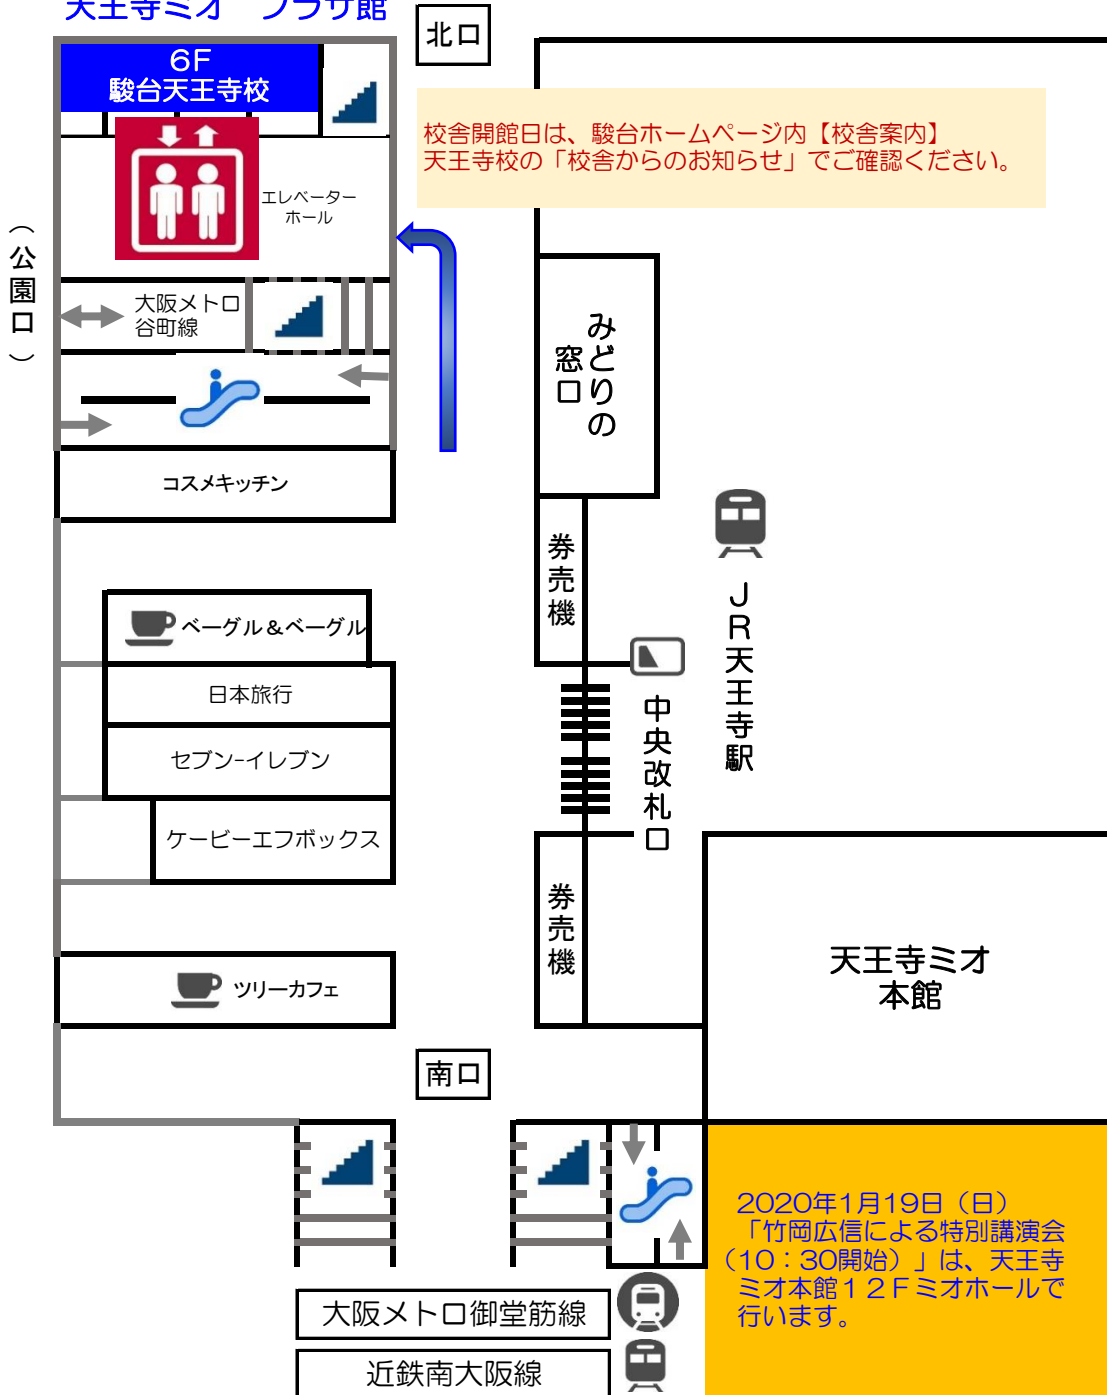 天王寺ミオ　プラザ館
北口
6F
駿台天王寺校
校舎開館日は、駿台ホームページ内【校舎案内】
天王寺校の「校舎からのお知らせ」でご確認ください。
エレベーター
ホール
（公園口）
大阪メトロ
谷町線
みどりの
窓口
コスメキッチン
券売機
JR天王寺駅
ベーグル＆ベーグル
日本旅行
中央改札口
セブン-イレブン
ケービーエフボックス
券売機
天王寺ミオ
本館
ツリーカフェ
南口
2020年1月19日（日）
「竹岡広信による特別講演会
（10：30開始）」は、天王寺
ミオ本館１２Ｆミオホールで
行います。
大阪メトロ御堂筋線
近鉄南大阪線